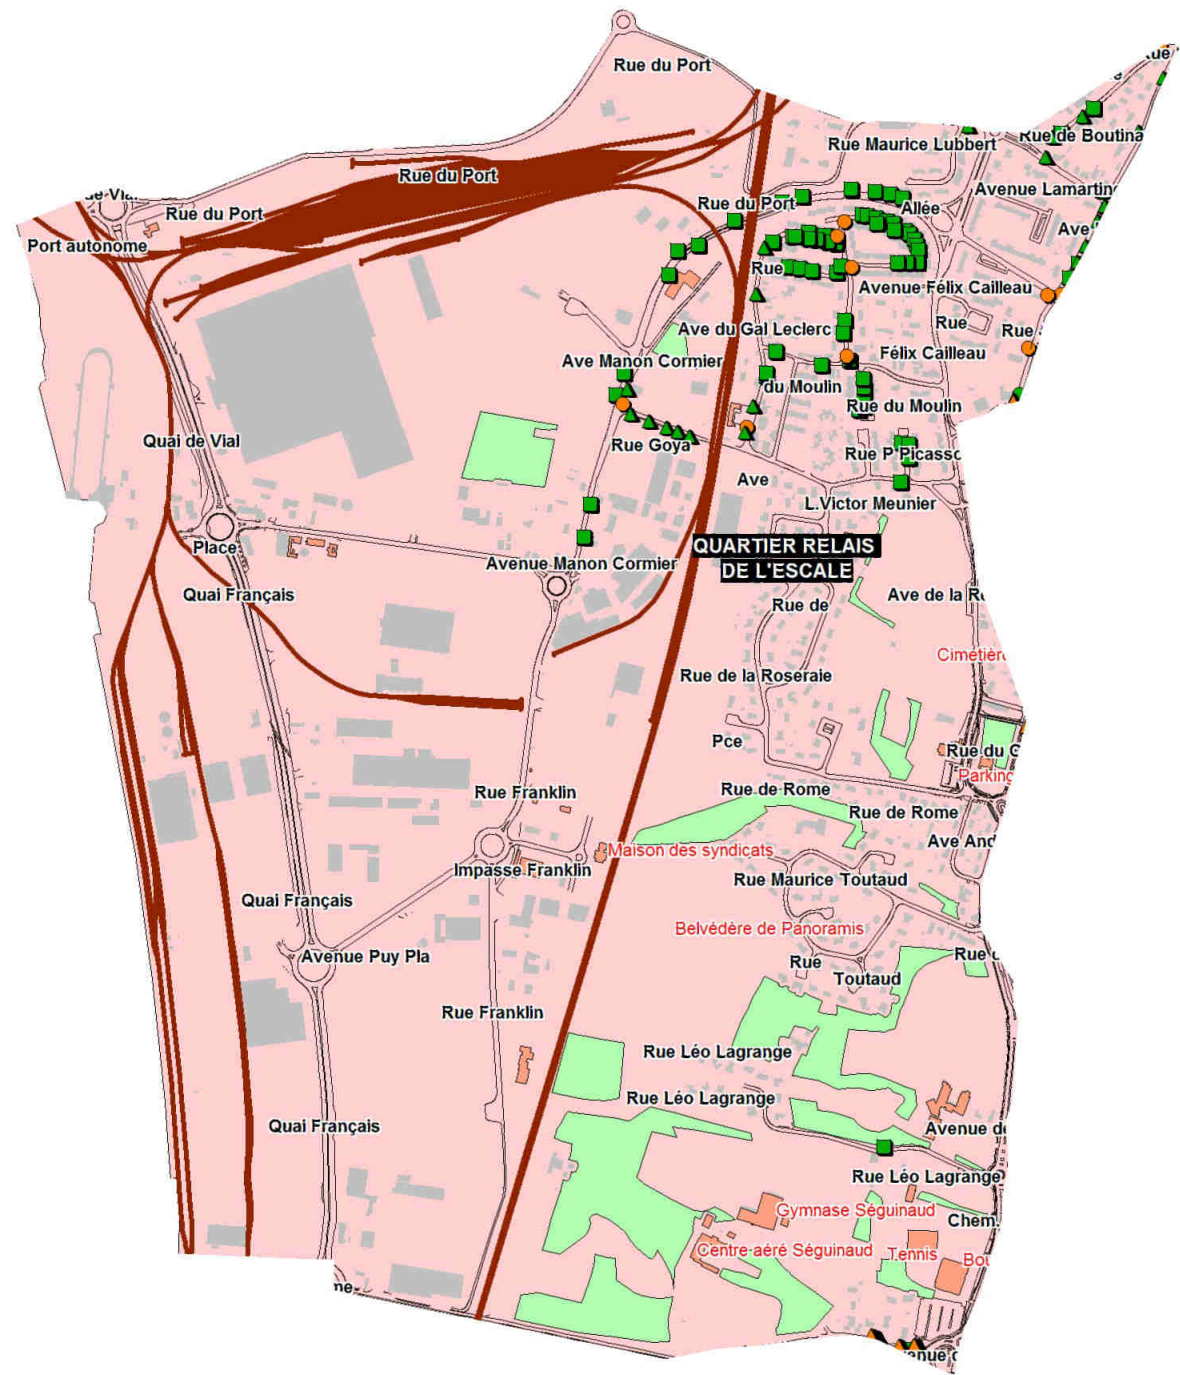 Rue du Port
Rue de Boutina
Rue Maurice Lubbert
Rue du Port
Avenue Lamartine
Rue du Port
Rue du Port
Allée
Ave
Port autonome
Rue
Avenue Félix Cailleau
Rue
Rue
Ave du Gal Leclerc
Félix Cailleau
Ave Manon Cormier
du Moulin
Rue du Moulin
Quai de Vial
Rue Goya
Rue P Picasso
Ave
L.Victor Meunier
Place
QUARTIER RELAIS
DE L'ESCALE
Avenue Manon Cormier
Quai Français
Rue de
Ave de la R
Cimetièr
Rue de la Roseraie
Pce
Rue du C
Parking
Rue de Rome
Rue Franklin
Rue de Rome
Ave And
Maison des syndicats
Impasse Franklin
Rue Maurice Toutaud
Quai Français
Belvédère de Panoramis
Avenue Puy Pla
Rue
Rue
Toutaud
Rue Franklin
Rue Léo Lagrange
Rue Léo Lagrange
Quai Français
Avenue de
Rue Léo Lagrange
Gymnase Séguinaud
Chem.
Centre aéré Séguinaud
Tennis
Bou